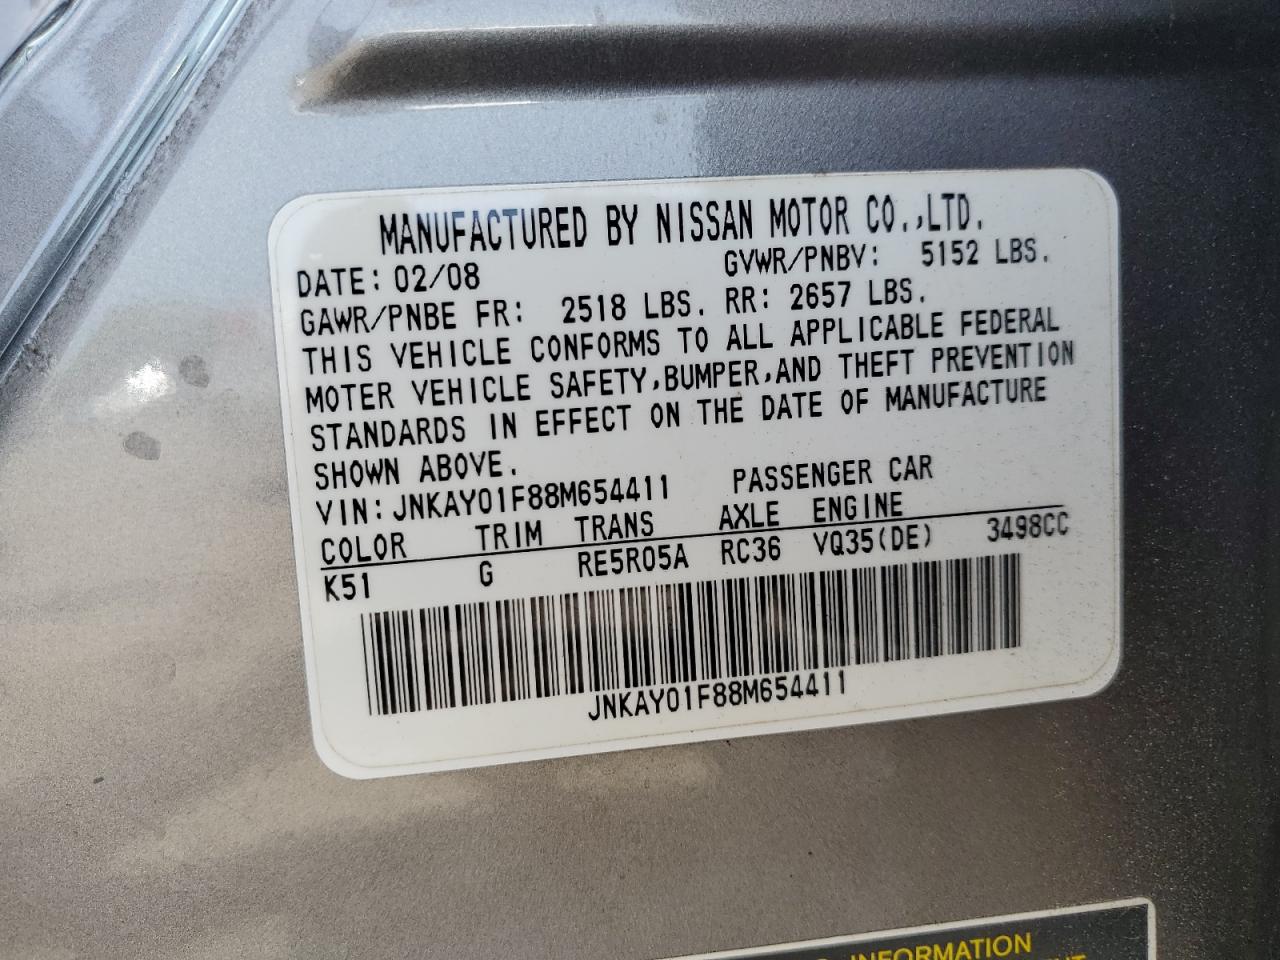 MANUFACTURED BY NISSAN MOTOR CO.,LTD.
DATE: 02/08 GVWR/PNBV: 5152 LBS.
GAWR/PNBE FR: 2518 LBS. RR: 2657 LBS.
THIS VEHICLE CONFORMS TO ALL APPLICABLE FEDERAL
MOTER VEHICLE SAFETY,BUMPER,AND THEFT PREVENTION
STANDARDS IN EFFECT ON THE DATE OF MANUFACTURE
SHOWN ABOVE.
VIN: JNKAY01F88M654411 PASSENGER CAR
COLOR TRIM TRANS AXLE ENGINE
K51 G RE5R05A RC36 VQ35(DE) 3498CC
JNKAY01F88M654411
INFORMATION